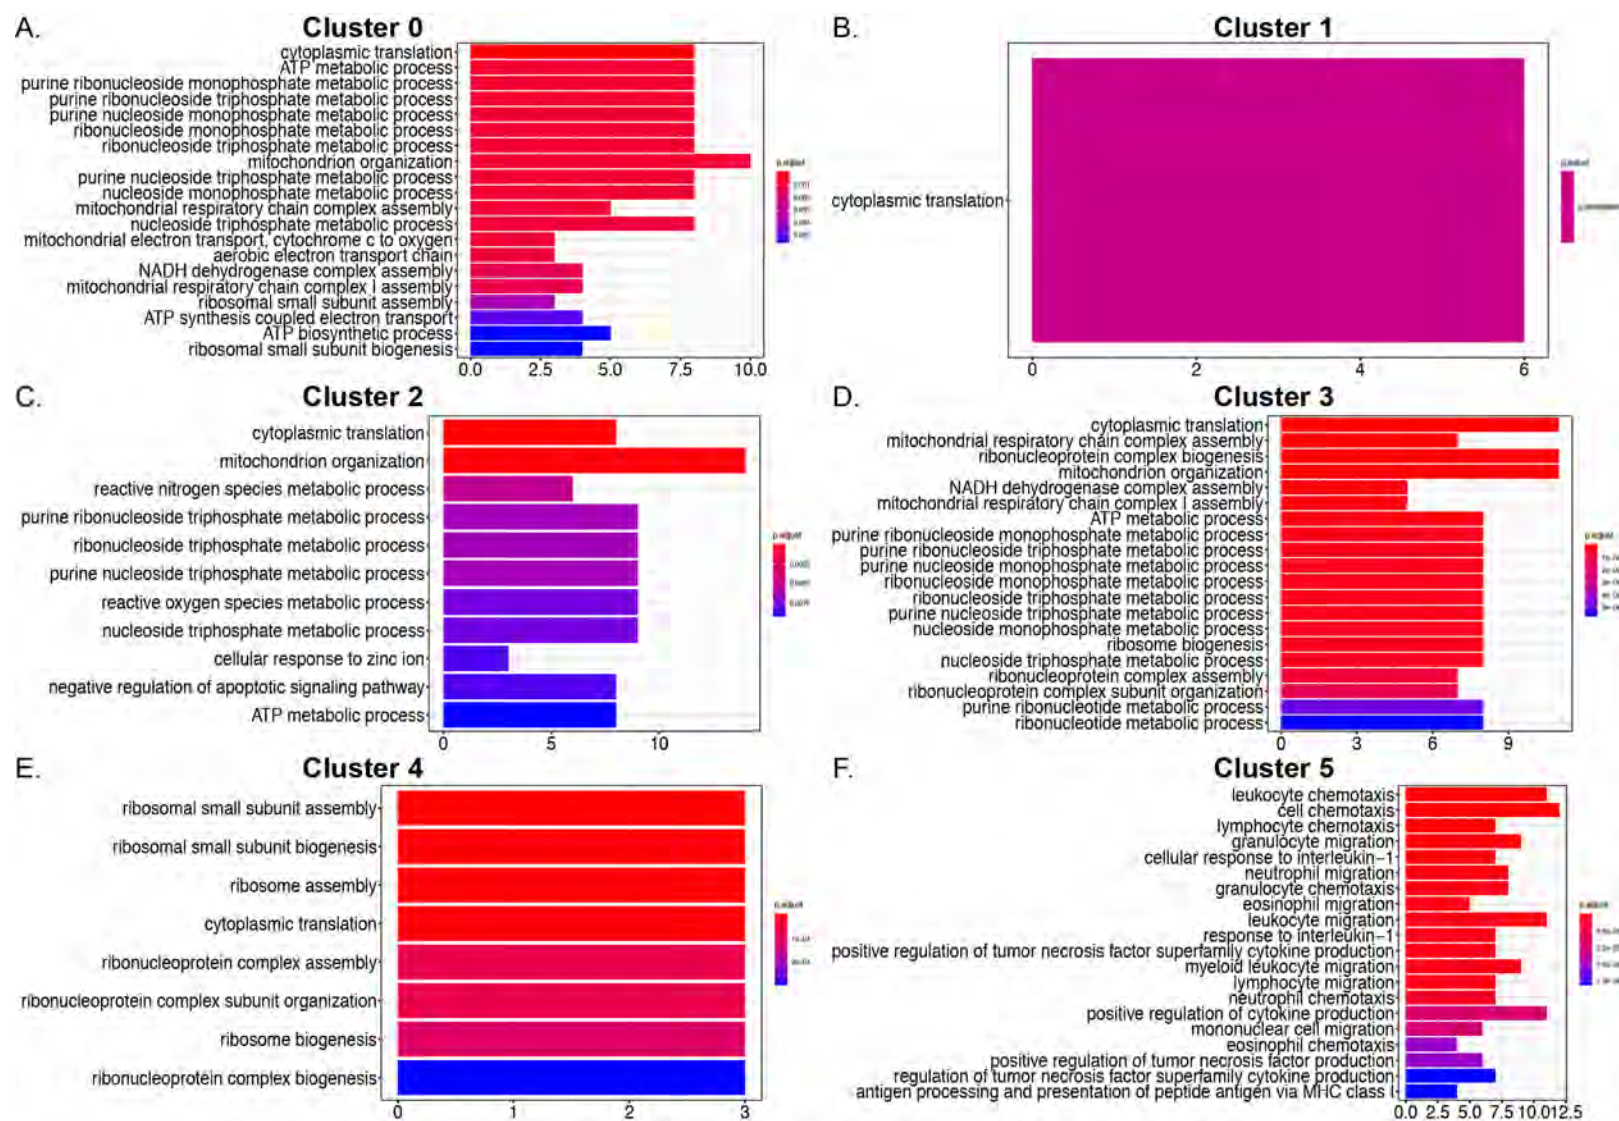 A.
Cluster 0
cytoplasmic translation
ATP metabolic process
purine ribonucleoside monophosphate metabolic process
purine ribonucleoside triphosphate metabolic process
purine nucleoside monophosphate metabolic process
ribonucleoside monophosphate metabolic process
ribonucleoside triphosphate metabolic process
mitochondrion organization
purine nucleoside triphosphate metabolic process
nucleoside monophosphate metabolic process
mitochondrial respiratory chain complex assembly
nucleoside triphosphate metabolic process
mitochondrial electron transport, cytochrome c to oxygen
aerobic electron transport chain
NADH dehydrogenase complex assembly
mitochondrial respiratory chain complex I assembly
ribosomal small subunit assembly
ATP synthesis coupled electron transport
ATP biosynthetic process
ribosomal small subunit biogenesis
0.0 2.5 5.0 7.5 10.0
p.adjust
B.
Cluster 1
cytoplasmic translation
0 2 4 6
p.adjust
C.
Cluster 2
cytoplasmic translation
mitochondrion organization
reactive nitrogen species metabolic process
purine ribonucleoside triphosphate metabolic process
ribonucleoside triphosphate metabolic process
purine nucleoside triphosphate metabolic process
reactive oxygen species metabolic process
nucleoside triphosphate metabolic process
cellular response to zinc ion
negative regulation of apoptotic signaling pathway
ATP metabolic process
0 5 10
p.adjust
D.
Cluster 3
cytoplasmic translation
mitochondrial respiratory chain complex assembly
ribonucleoprotein complex biogenesis
mitochondrion organization
NADH dehydrogenase complex assembly
mitochondrial respiratory chain complex I assembly
ATP metabolic process
purine ribonucleoside monophosphate metabolic process
purine ribonucleoside triphosphate metabolic process
purine nucleoside monophosphate metabolic process
ribonucleoside monophosphate metabolic process
ribonucleoside triphosphate metabolic process
purine nucleoside triphosphate metabolic process
nucleoside monophosphate metabolic process
ribosome biogenesis
nucleoside triphosphate metabolic process
ribonucleoprotein complex assembly
ribonucleoprotein complex subunit organization
purine ribonucleotide metabolic process
ribonucleotide metabolic process
0 3 6 9
p.adjust
E.
Cluster 4
ribosomal small subunit assembly
ribosomal small subunit biogenesis
ribosome assembly
cytoplasmic translation
ribonucleoprotein complex assembly
ribonucleoprotein complex subunit organization
ribosome biogenesis
ribonucleoprotein complex biogenesis
0 1 2 3
p.adjust
F.
Cluster 5
leukocyte chemotaxis
cell chemotaxis
lymphocyte chemotaxis
granulocyte migration
cellular response to interleukin−1
neutrophil migration
granulocyte chemotaxis
eosinophil migration
leukocyte migration
response to interleukin−1
positive regulation of tumor necrosis factor superfamily cytokine production
myeloid leukocyte migration
lymphocyte migration
neutrophil chemotaxis
positive regulation of cytokine production
mononuclear cell migration
eosinophil chemotaxis
positive regulation of tumor necrosis factor production
regulation of tumor necrosis factor superfamily cytokine production
antigen processing and presentation of peptide antigen via MHC class I
0.0 2.5 5.0 7.5 10.0 12.5
p.adjust